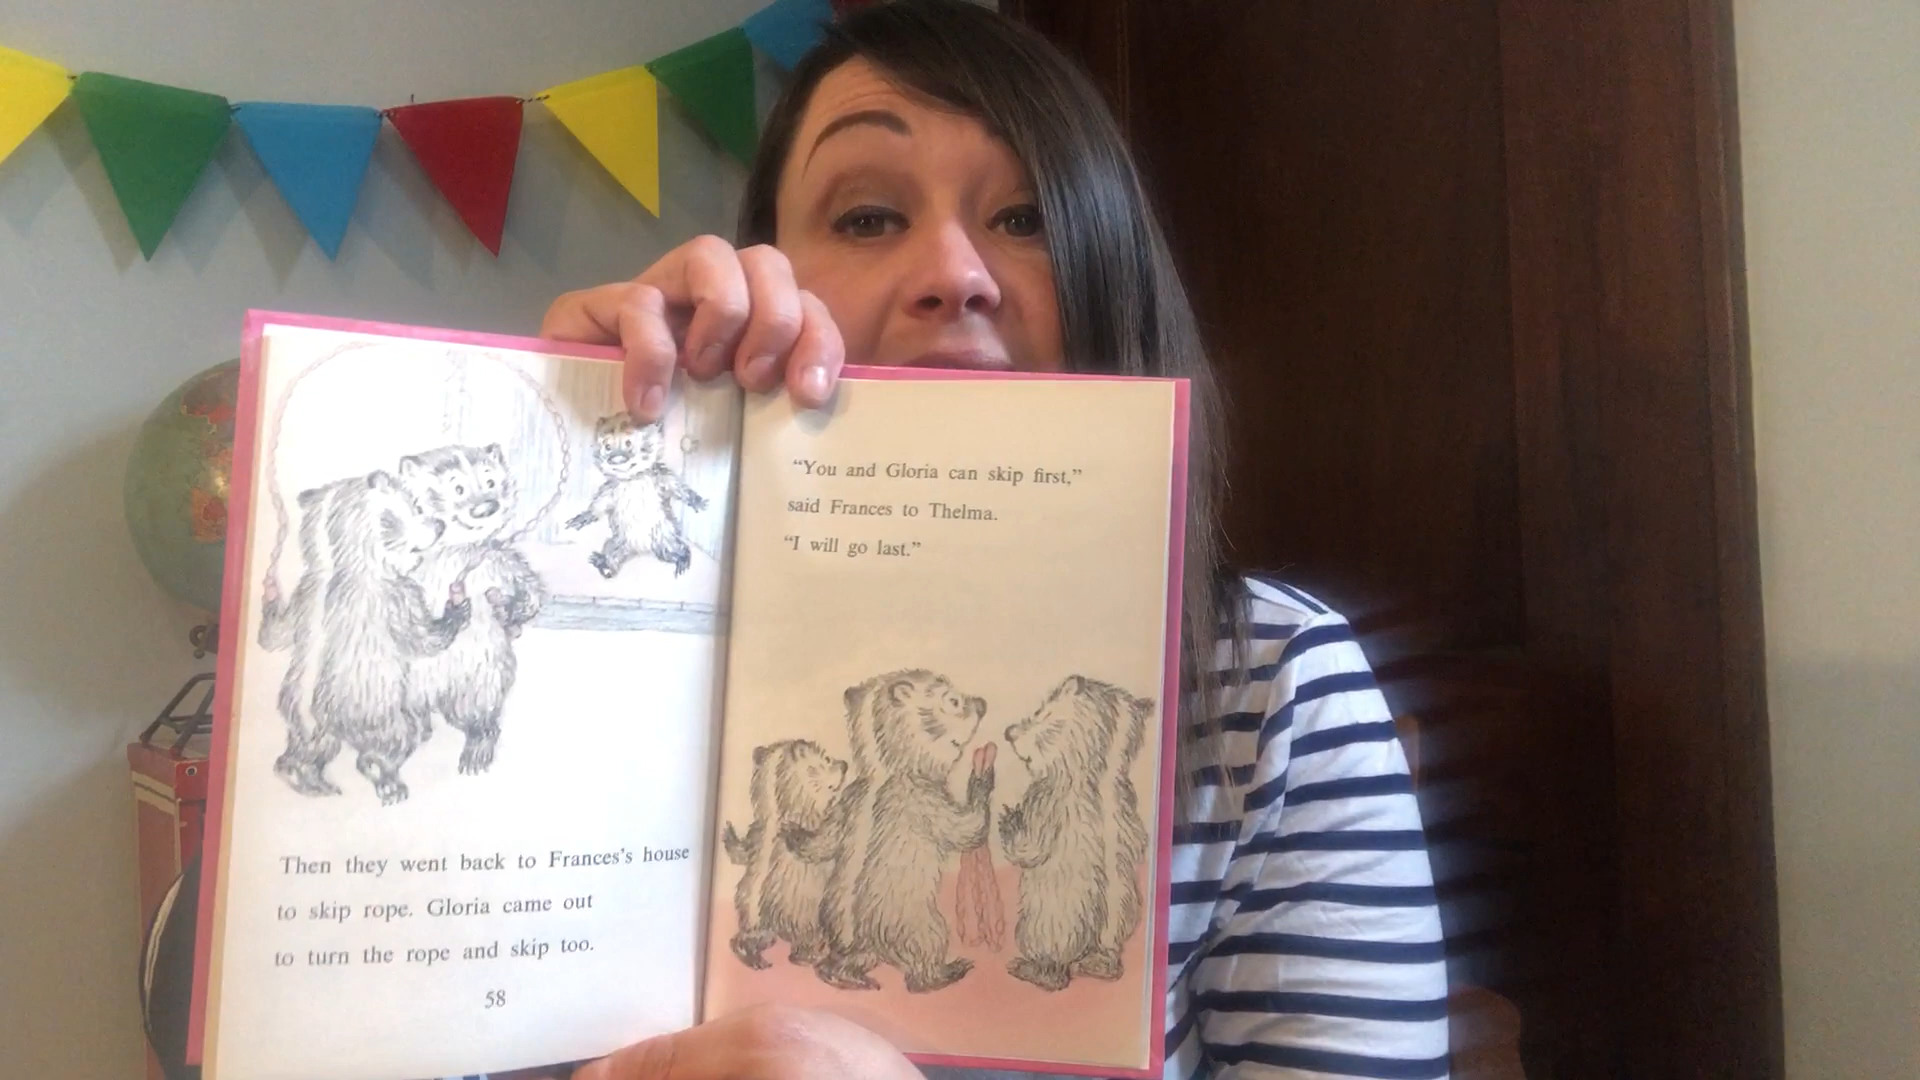 Then they went back to Frances's house
to skip rope. Gloria came out
to turn the rope and skip too.
58
“You and Gloria can skip first,”
said Frances to Thelma.
“I will go last.”